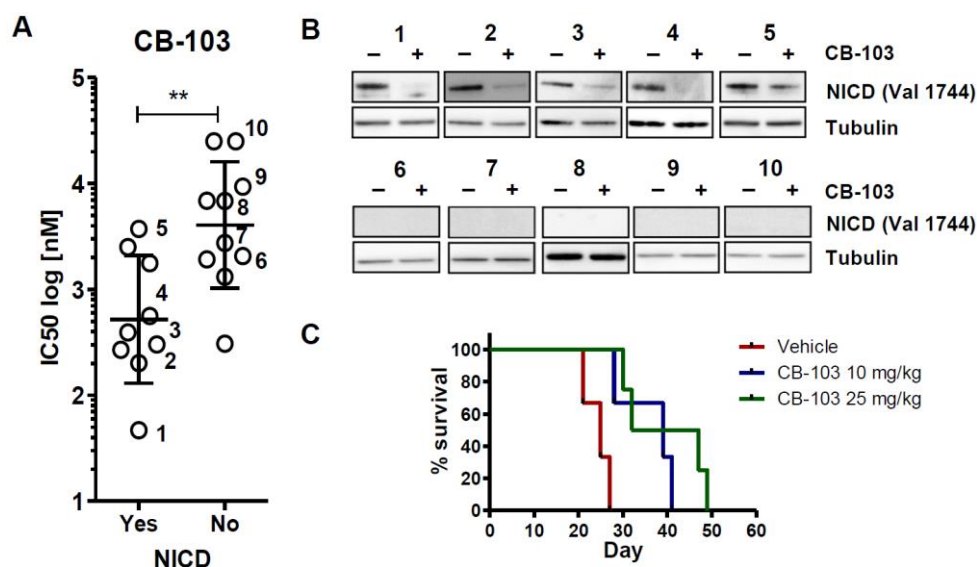 A
CB-103
IC50 log [nM]
5
4
3
2
1
**
10
9
8
7
6
5
4
3
2
1
Yes No
NICD
B
1 2 3 4 5
– + – + – + – + – + CB-103
NICD (Val 1744)
Tubulin
6 7 8 9 10
– + – + – + – + – + CB-103
NICD (Val 1744)
Tubulin
C
% survival
100
80
60
40
20
0
0 10 20 30 40 50 60
Day
Vehicle
CB-103 10 mg/kg
CB-103 25 mg/kg